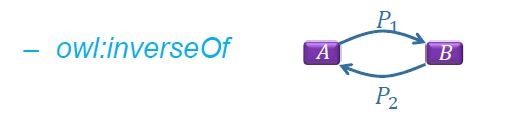 P₁
– owl:inverseOf A B
P₂